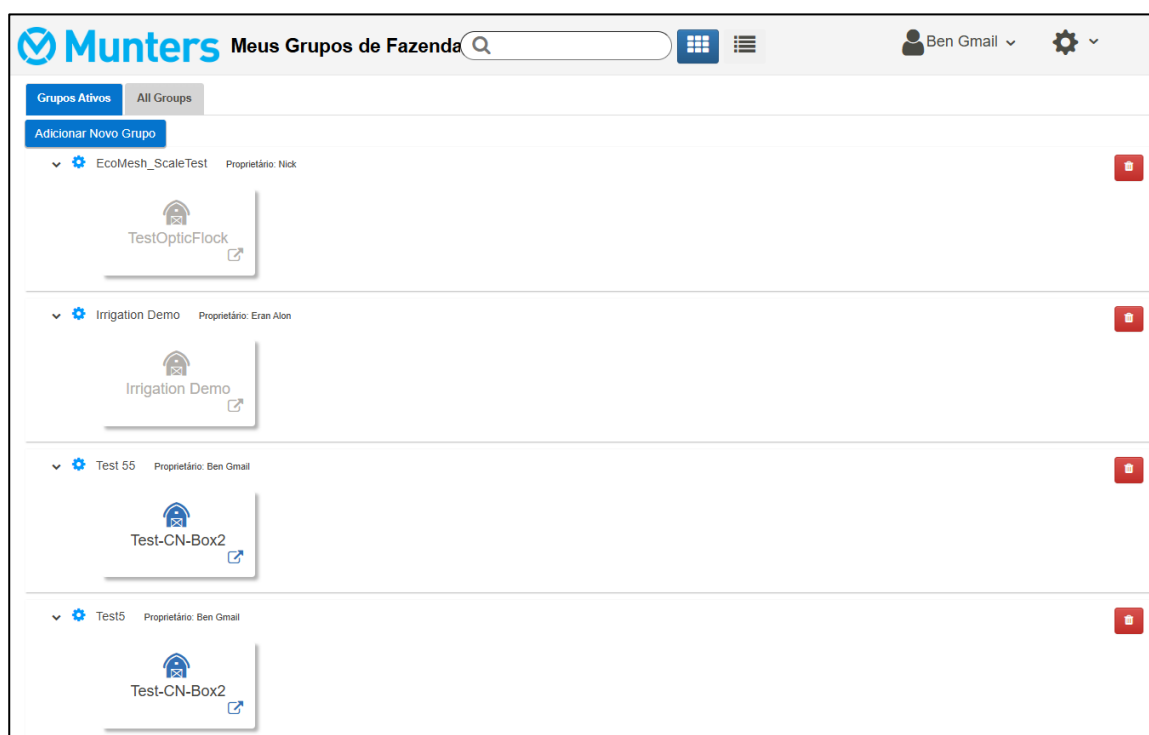 Munters Meus Grupos de Fazenda Ben Gmail
Grupos Ativos All Groups
Adicionar Novo Grupo
EcoMesh_ScaleTest Proprietário: Nick
TestOpticFlock
Irrigation Demo Proprietário: Eran Alon
Irrigation Demo
Test 55 Proprietário: Ben Gmail
Test-CN-Box2
Test5 Proprietário: Ben Gmail
Test-CN-Box2